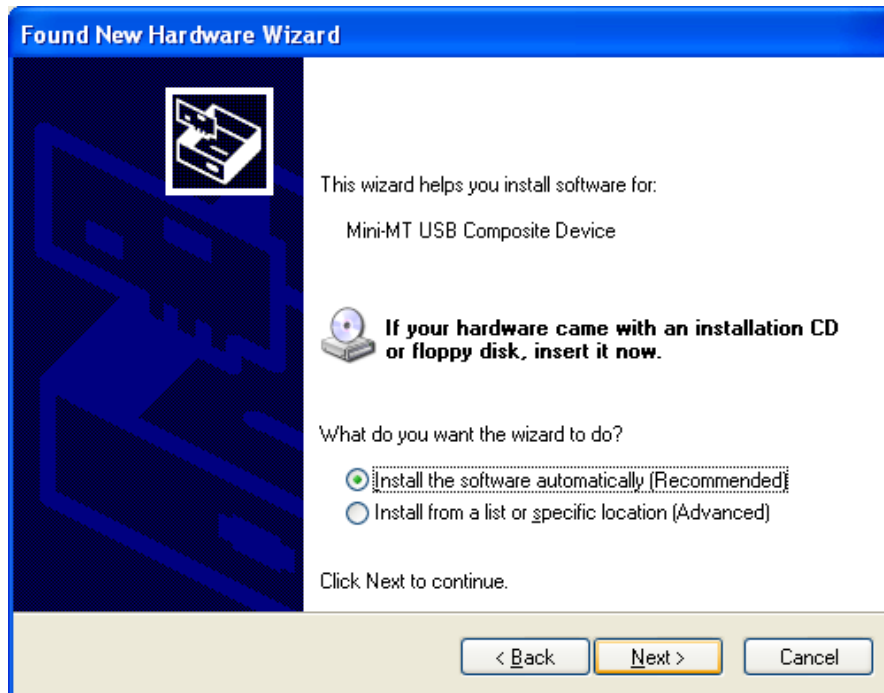 Found New Hardware Wizard
This wizard helps you install software for:
Mini-MT USB Composite Device
If your hardware came with an installation CD
or floppy disk, insert it now.
What do you want the wizard to do?
Install the software automatically (Recommended)
Install from a list or specific location (Advanced)
Click Next to continue.
< Back Next > Cancel